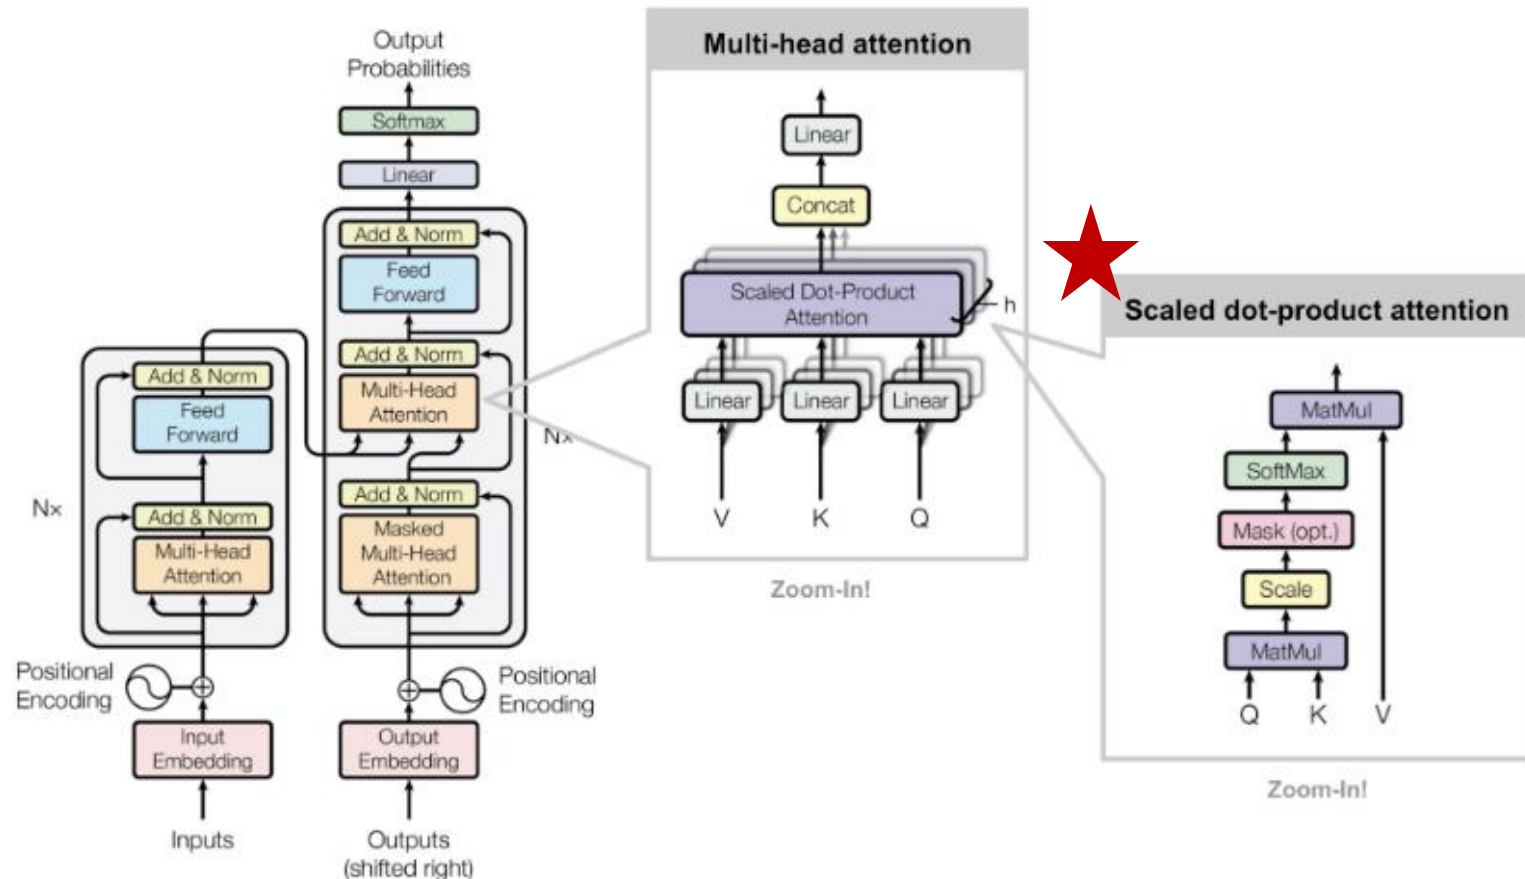 Output
Probabilities
Softmax
Linear
Add & Norm
Feed
Forward
Add & Norm
Multi-Head
Attention
Add & Norm
Masked
Multi-Head
Attention
Nx
Add & Norm
Feed
Forward
Add & Norm
Multi-Head
Attention
Nx
Positional
Encoding
Positional
Encoding
Input
Embedding
Output
Embedding
Inputs
Outputs
(shifted right)
Multi-head attention
Linear
Concat
Scaled Dot-Product
Attention
h
Linear
Linear
Linear
V
K
Q
Zoom-In!
Scaled dot-product attention
MatMul
SoftMax
Mask (opt.)
Scale
MatMul
Q
K
V
Zoom-In!